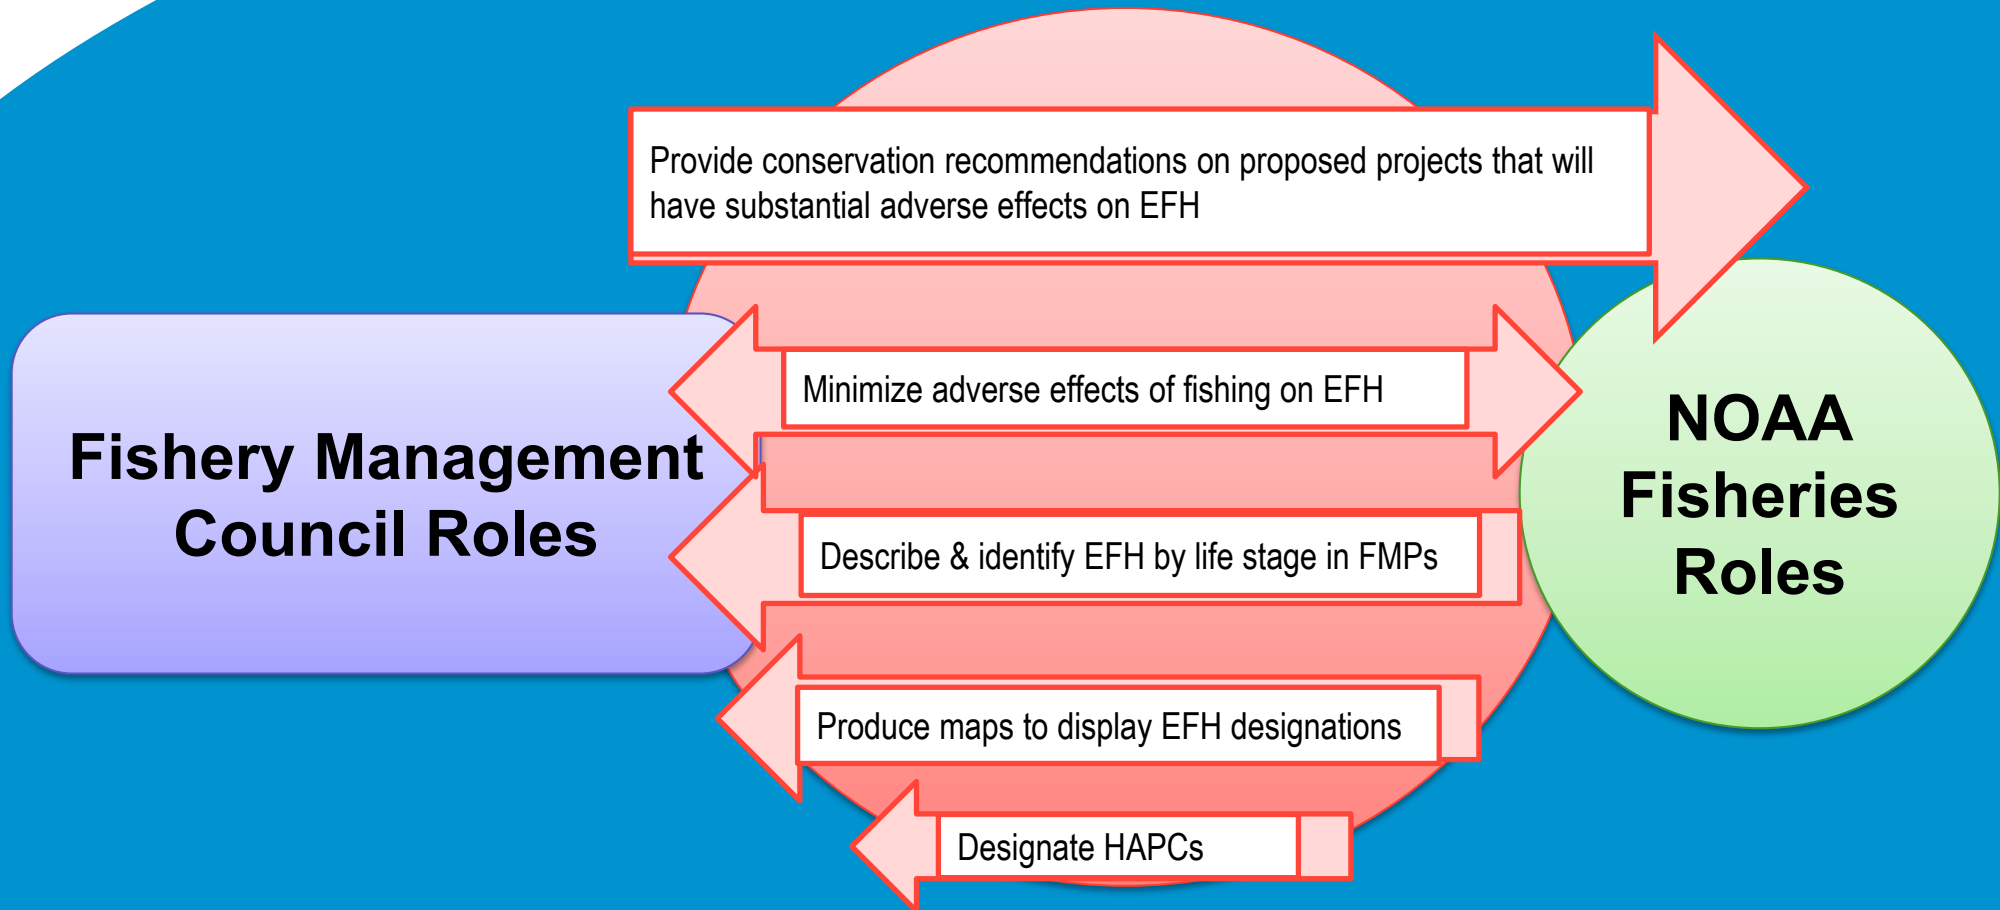 Provide conservation recommendations on proposed projects that will
have substantial adverse effects on EFH
Minimize adverse effects of fishing on EFH
Fishery Management
Council Roles
NOAA
Fisheries
Roles
Describe & identify EFH by life stage in FMPs
Produce maps to display EFH designations
Designate HAPCs